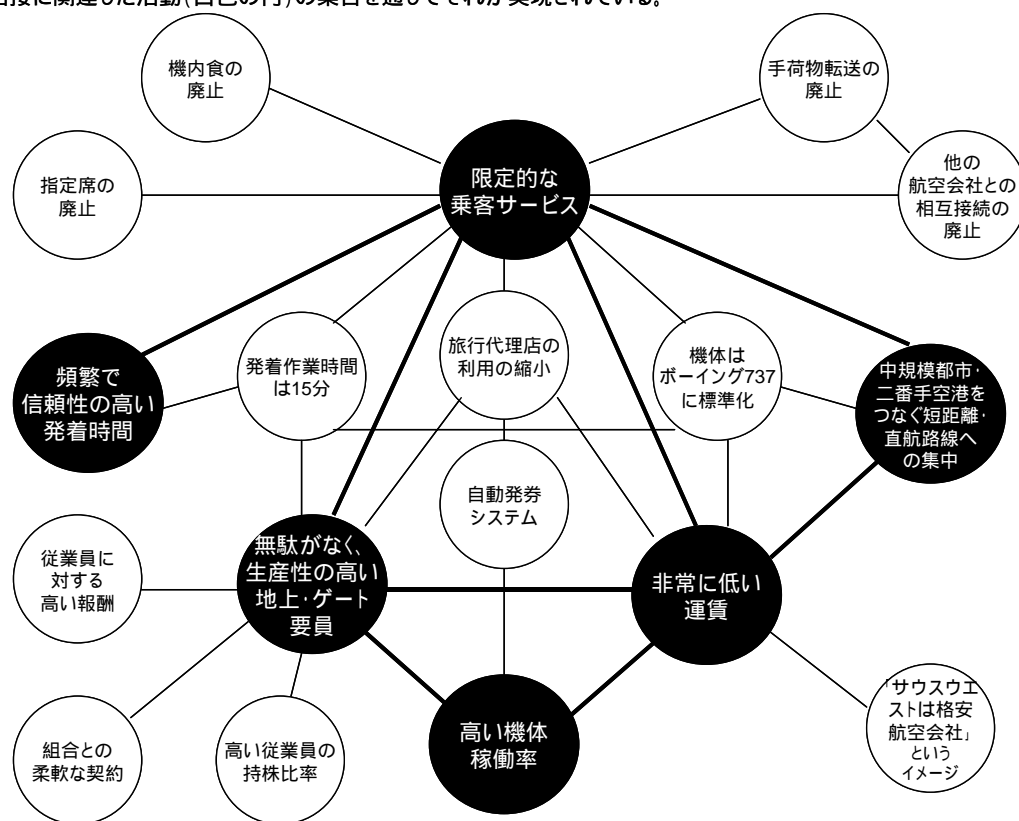 直接に関連した活動(白色の円)の集合を通じてそれが実現されている。
機内食の
廃止
手荷物転送の
廃止
指定席の
廃止
限定的な
乗客サービス
他の
航空会社との
相互接続の
廃止
頻繁で
信頼性の高い
発着時間
発着作業時間
は15分
旅行代理店の
利用の縮小
機体は
ボーイング737
に標準化
中規模都市・
二番手空港を
つなぐ短距離・
直航路線へ
の集中
自動発券
システム
従業員に
対する
高い報酬
無駄がなく、
生産性の高い
地上・ゲート
要員
非常に低い
運賃
組合との
柔軟な契約
高い従業員の
持株比率
高い機体
稼働率
「サウスウエ
ストは格安
航空会社」
という
イメージ